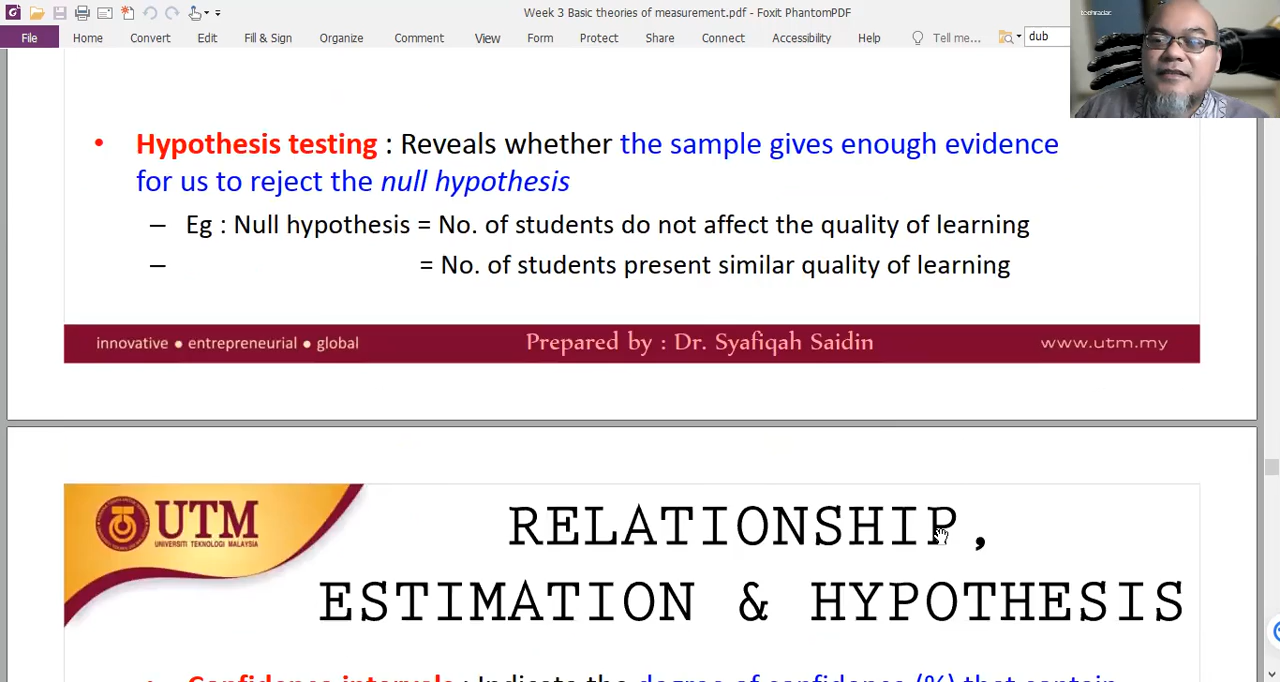 Week 3 Basic theories of measurement.pdf - Foxit PhantomPDF
File Home Convert Edit Fill & Sign Organize Comment View Form Protect Share Connect Accessibility Help Tell me... dub
• Hypothesis testing : Reveals whether the sample gives enough evidence
for us to reject the null hypothesis
– Eg : Null hypothesis = No. of students do not affect the quality of learning
– = No. of students present similar quality of learning
innovative ● entrepreneurial ● global Prepared by : Dr. Syafiqah Saidin www.utm.my
UTM
UNIVERSITI TEKNOLOGI MALAYSIA
RELATIONSHIP,
ESTIMATION & HYPOTHESIS
Confidence intervals : Indicate the degree of confidence (%) that contain